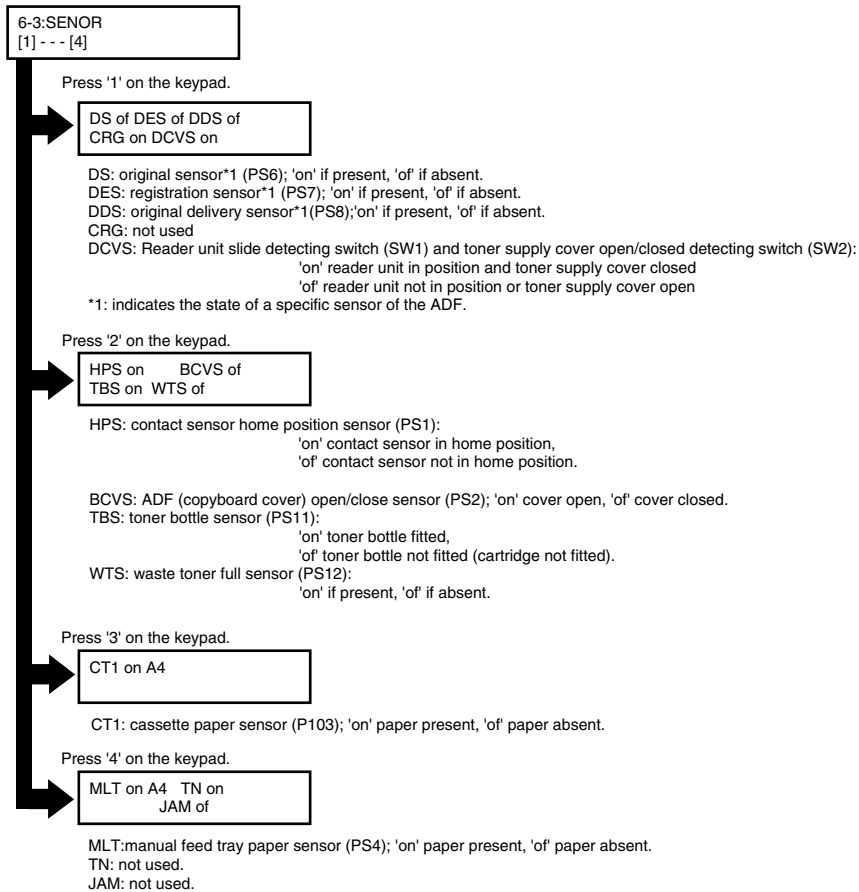 6-3:SENOR
[1] - - - [4]
Press '1' on the keypad.
DS of DES of DDS of
CRG on DCVS on
DS: original sensor*1 (PS6); 'on' if present, 'of' if absent.
DES: registration sensor*1 (PS7); 'on' if present, 'of' if absent.
DDS: original delivery sensor*1(PS8);'on' if present, 'of' if absent.
CRG: not used
DCVS: Reader unit slide detecting switch (SW1) and toner supply cover open/closed detecting switch (SW2):
'on' reader unit in position and toner supply cover closed
'of' reader unit not in position or toner supply cover open
*1: indicates the state of a specific sensor of the ADF.
Press '2' on the keypad.
HPS on BCVS of
TBS on WTS of
HPS: contact sensor home position sensor (PS1):
'on' contact sensor in home position,
'of' contact sensor not in home position.
BCVS: ADF (copyboard cover) open/close sensor (PS2); 'on' cover open, 'of' cover closed.
TBS: toner bottle sensor (PS11):
'on' toner bottle fitted,
'of' toner bottle not fitted (cartridge not fitted).
WTS: waste toner full sensor (PS12):
'on' if present, 'of' if absent.
Press '3' on the keypad.
CT1 on A4
CT1: cassette paper sensor (P103); 'on' paper present, 'of' paper absent.
Press '4' on the keypad.
MLT on A4 TN on
JAM of
MLT:manual feed tray paper sensor (PS4); 'on' paper present, 'of' paper absent.
TN: not used.
JAM: not used.